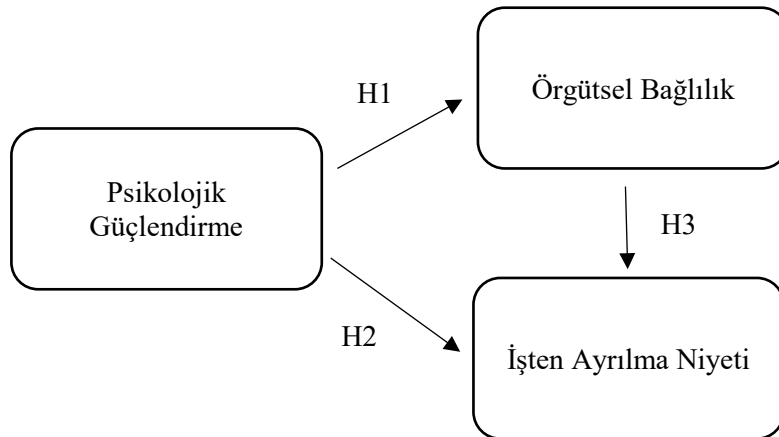 Örgütsel Bağlılık
H1
Psikolojik
Güçlendirme
H3
H2
İşten Ayrılma Niyeti